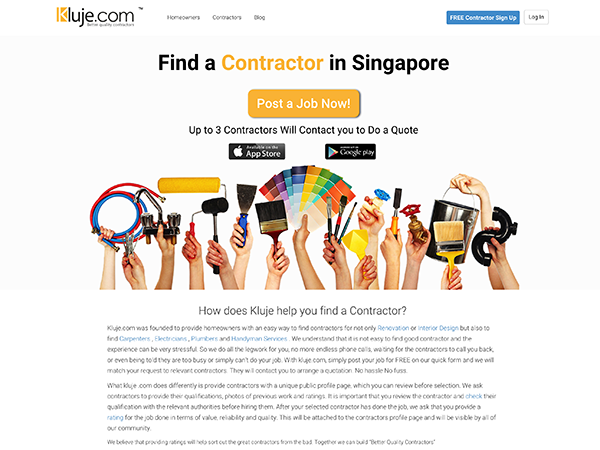 Kluje.com ™
Better quality contractors
Homeowners
Contractors
Blog
FREE Contractor Sign Up
Log In
Find a Contractor in Singapore
Post a Job Now!
Up to 3 Contractors Will Contact you to Do a Quote
Available on the
App Store
Google play
How does Kluje help you find a Contractor?
Kluje.com was founded to provide homeowners with an easy way to find contractors for not only Renovation or Interior Design but also to
find Carpenters , Electricians , Plumbers and Handyman Services . We understand that it is not easy to find good contractor and the
experience can be very stressful. So we do all the legwork for you, no more endless phone calls, waiting for the contractors to call you back,
or even being told they are too busy or simply can't do your job. With kluje.com, simply post your job for FREE on our quick form and we will
match your request to relevant contractors. They will contact you to arrange a quotation. No hassle No fuss.
What kluje .com does differently is provide contractors with a unique public profile page, which you can review before selection. We ask
contractors to provide their qualifications, photos of previous work and ratings. It is important that you review the contractor and check their
qualification with the relevant authorities before hiring them. After your selected contractor has done the job, we ask that you provide a
rating for the job done in terms of value, reliability and quality. This will be attached to the contractors profile page and will be visible by all of
our community.
We believe that providing ratings will help sort out the great contractors from the bad. Together we can build "Better Quality Contractors"